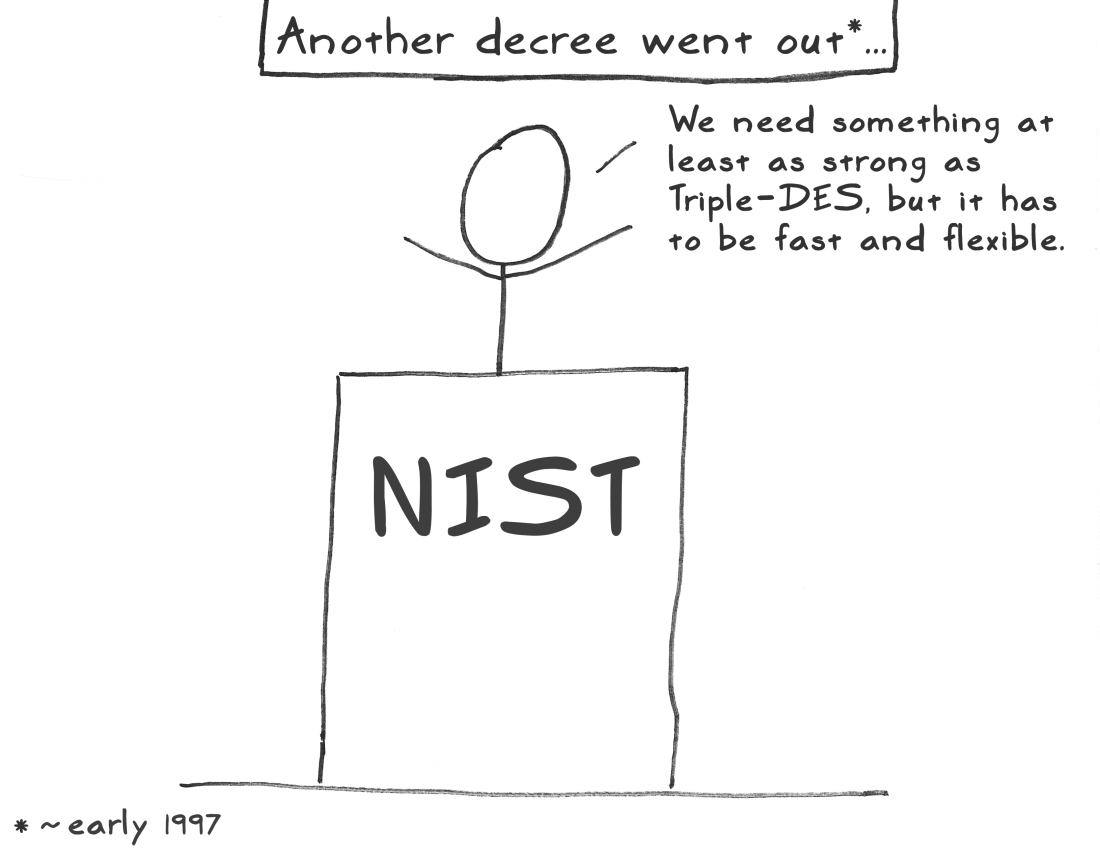 Another decree went out*...
We need something at
least as strong as
Triple-DES, but it has
to be fast and flexible.
NIST
* ~early 1997